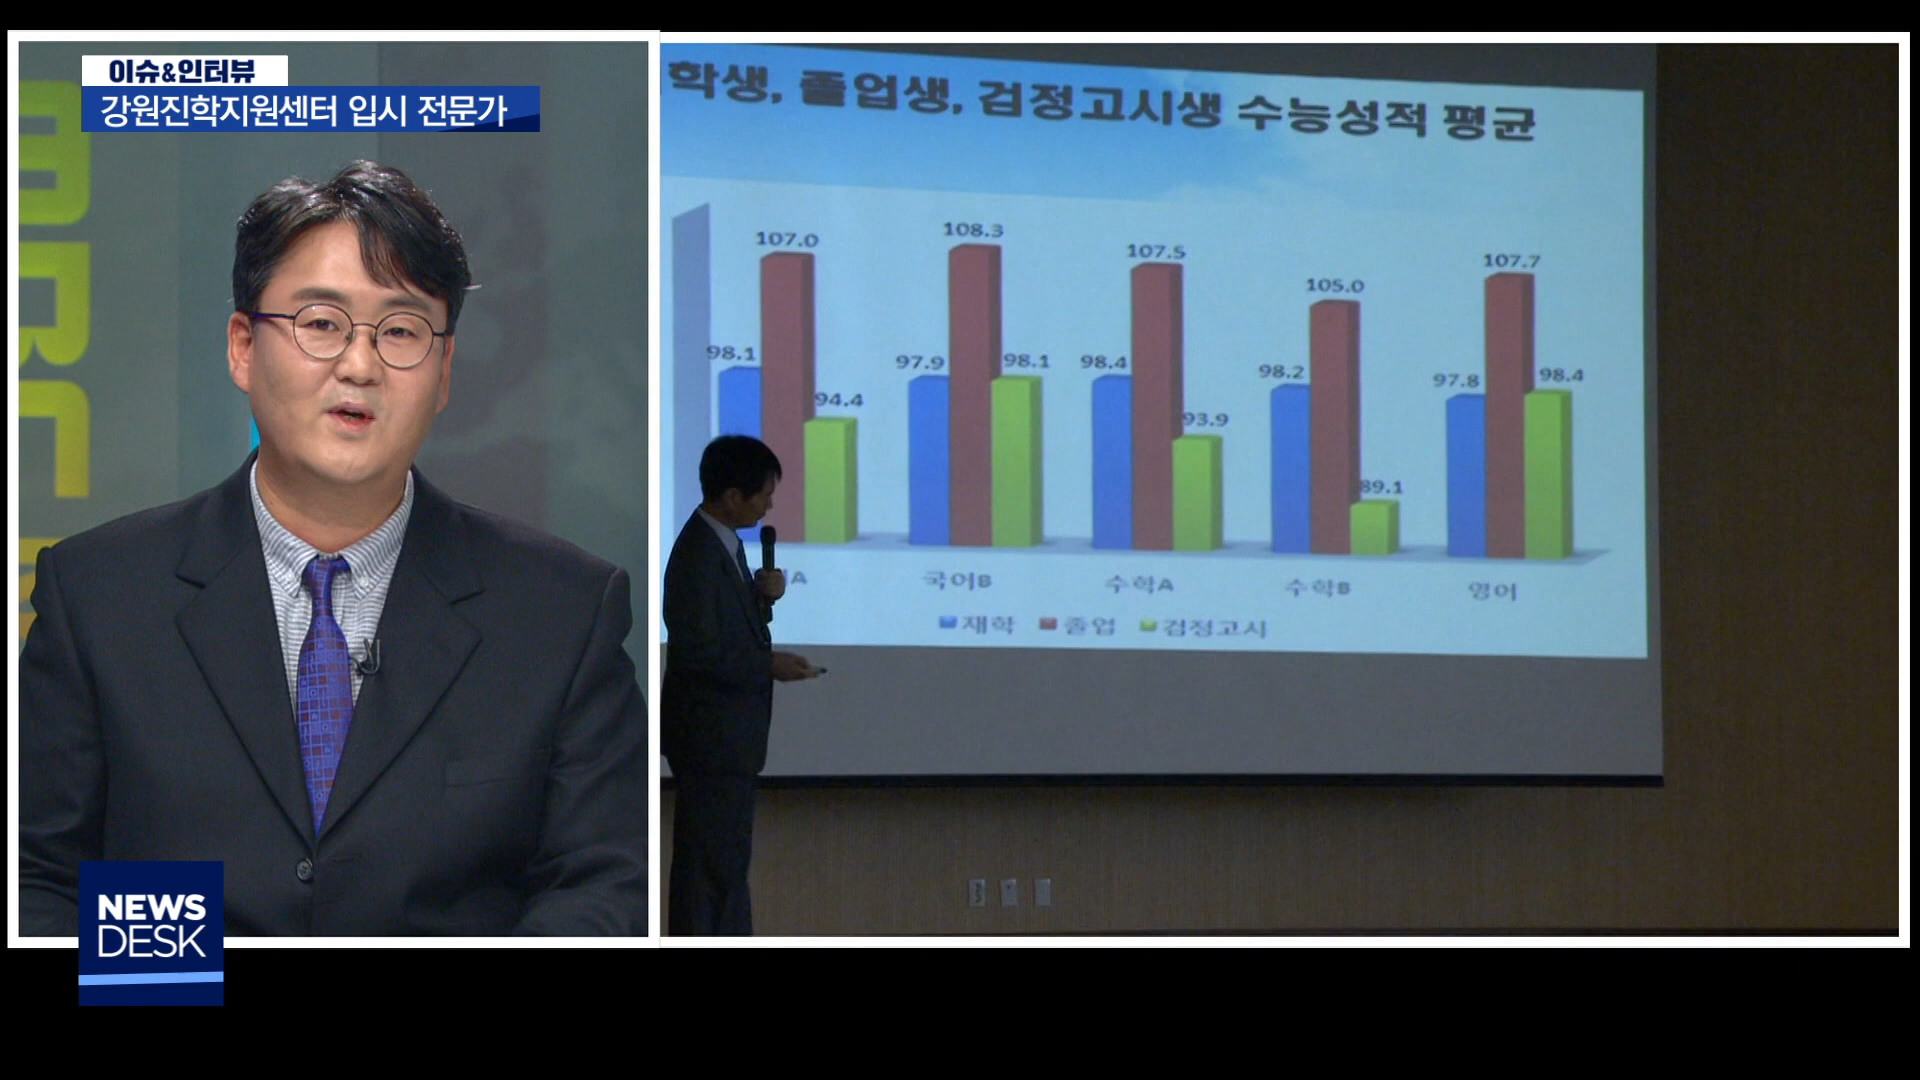 이슈&인터뷰
강원진학지원센터 입시 전문가
학생, 졸업생, 검정고시생 수능성적 평균
107.0
108.3
107.5
105.0
107.7
98.1
94.4
97.9
98.1
98.4
93.9
98.2
89.1
97.8
98.4
A
국어B
수학A
수학B
영어
재학
졸업
검정고시
NEWS
DESK